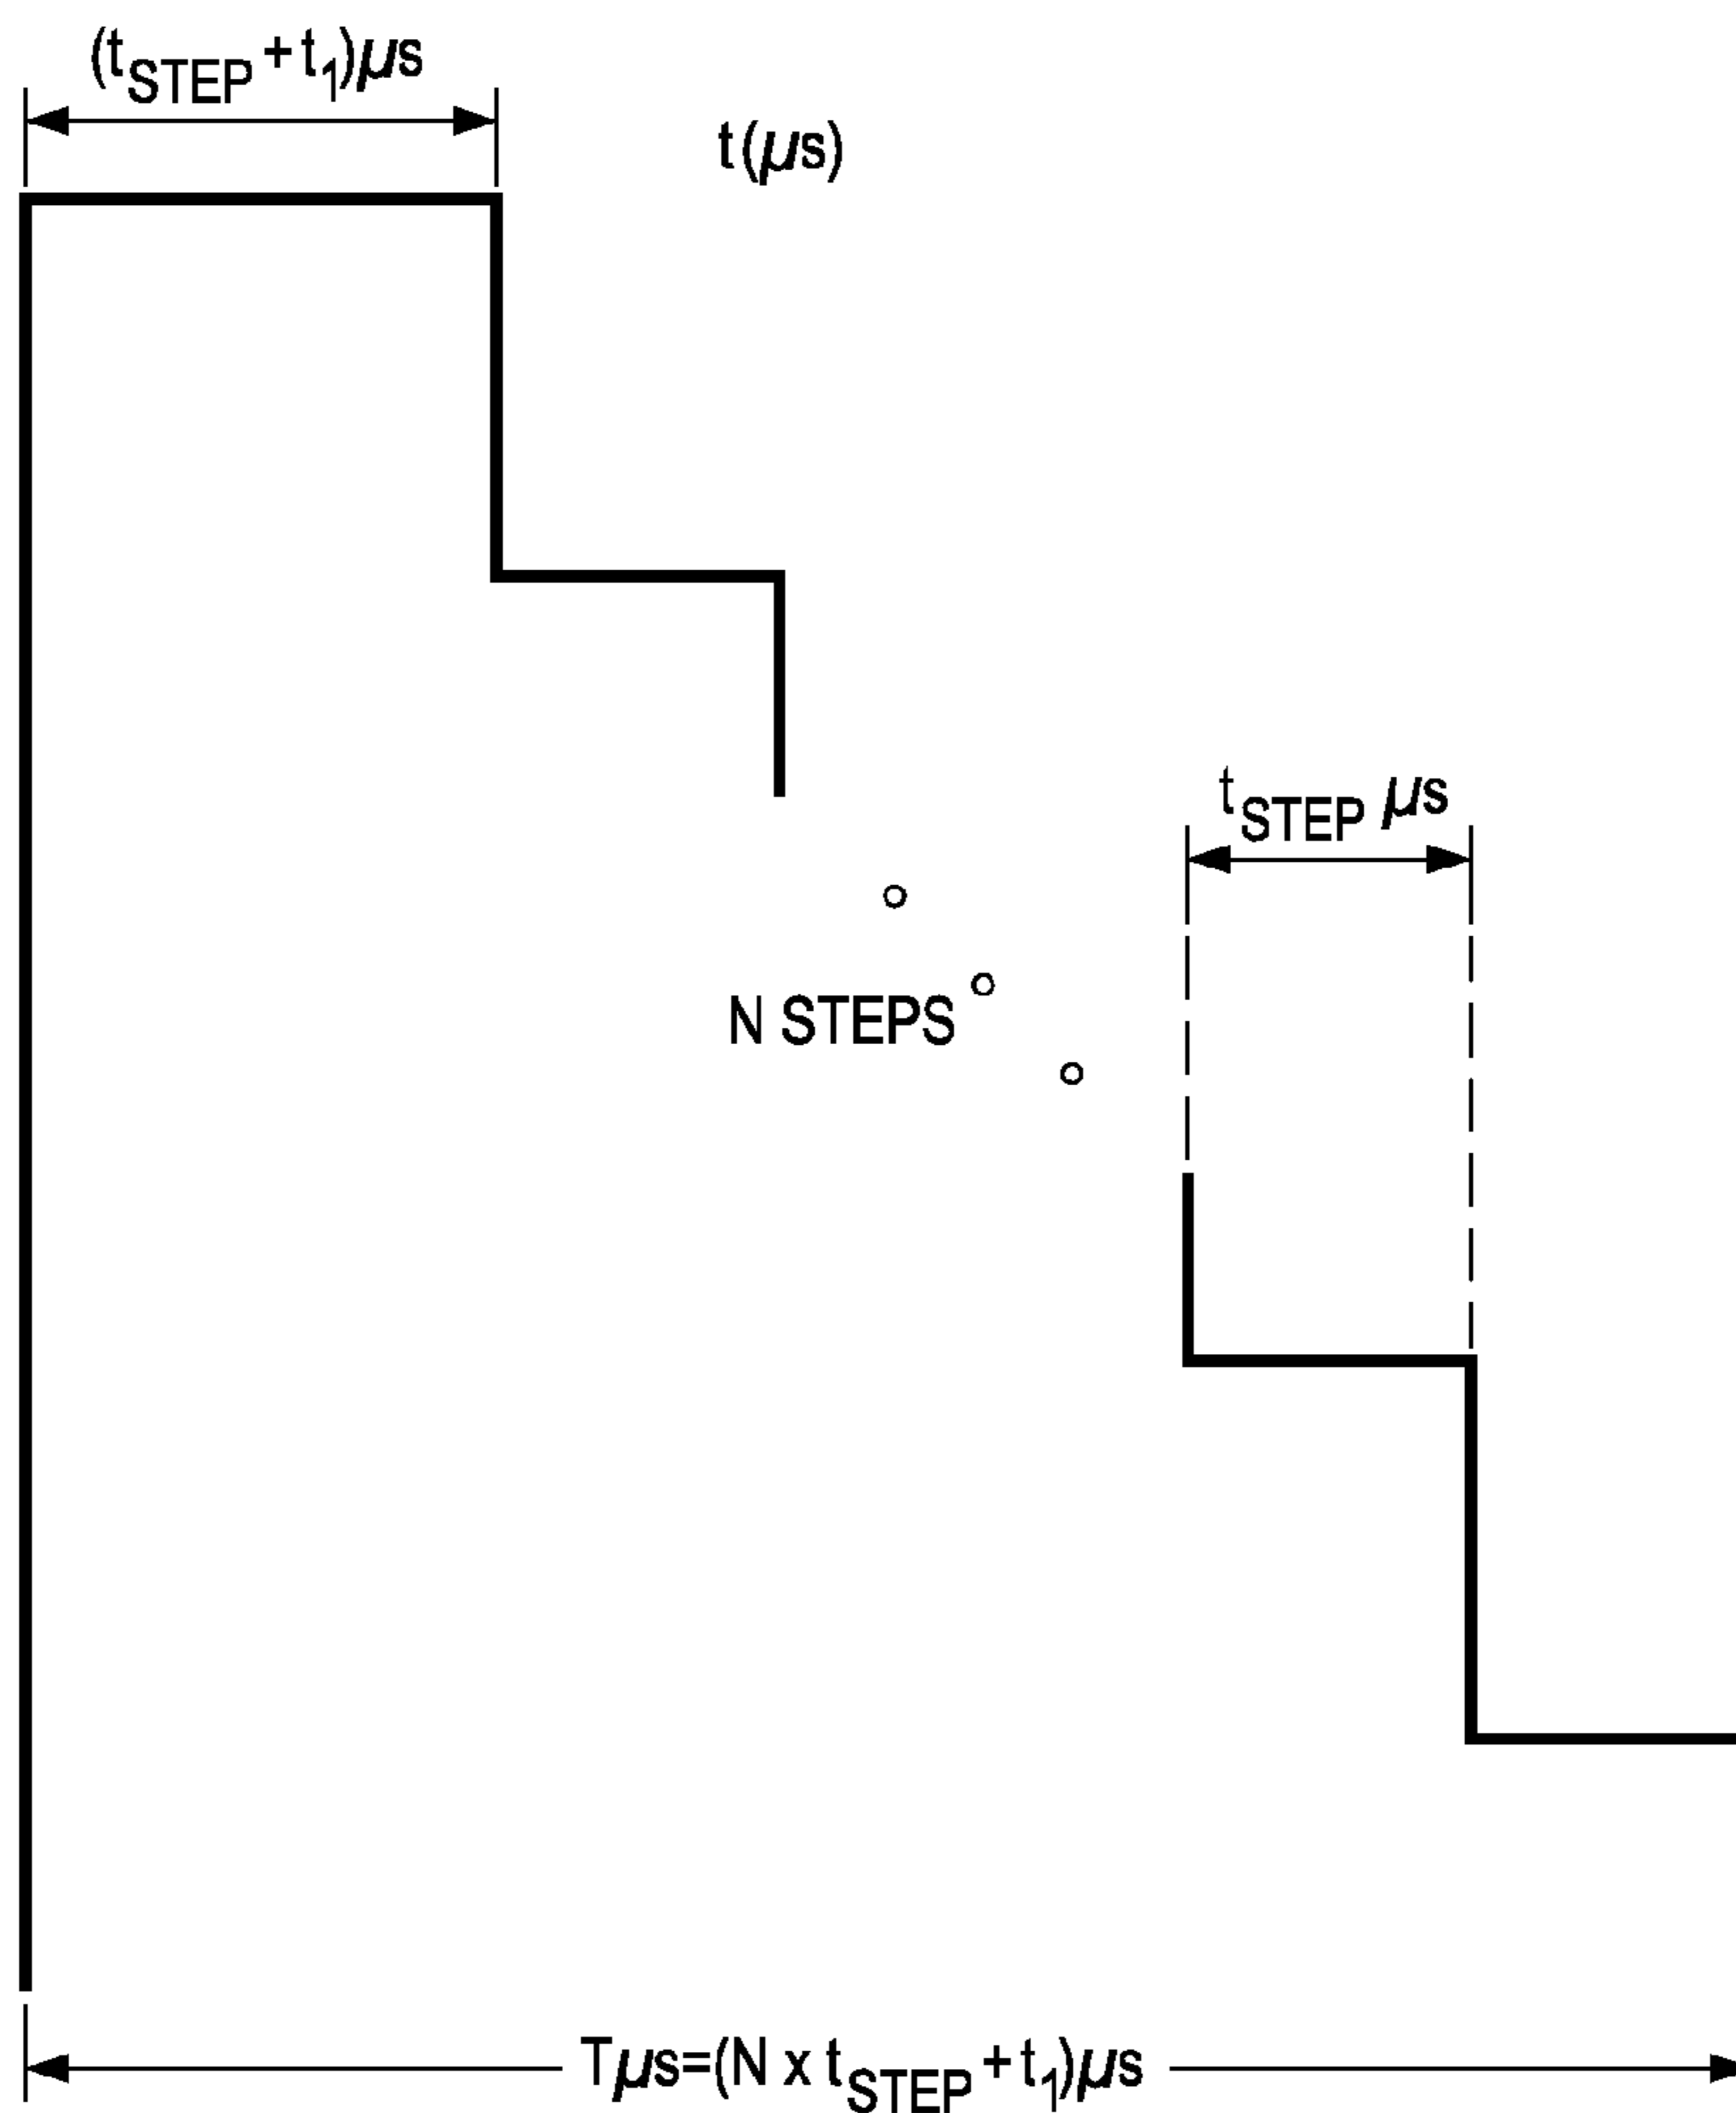 (tSTEP+t1)μs
t(μs)
tSTEP μs
N STEPS
Tμs=(N x tSTEP+t1)μs